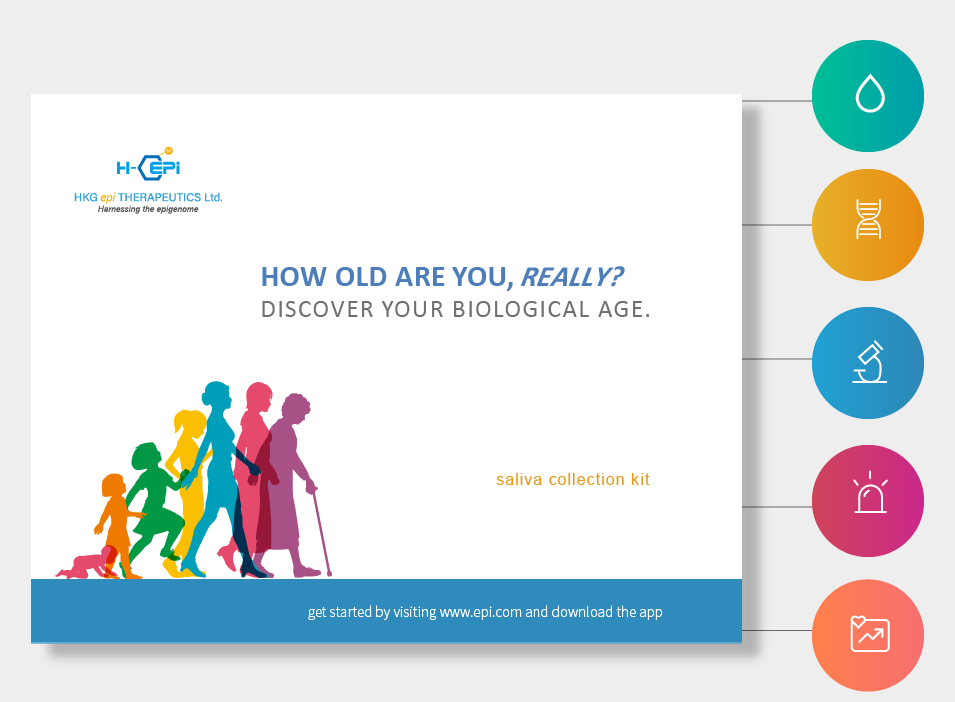 H-EPi
HKG epi THERAPEUTICS Ltd.
Harnessing the epigenome
HOW OLD ARE YOU, REALLY?
DISCOVER YOUR BIOLOGICAL AGE.
saliva collection kit
get started by visiting www.epi.com and download the app